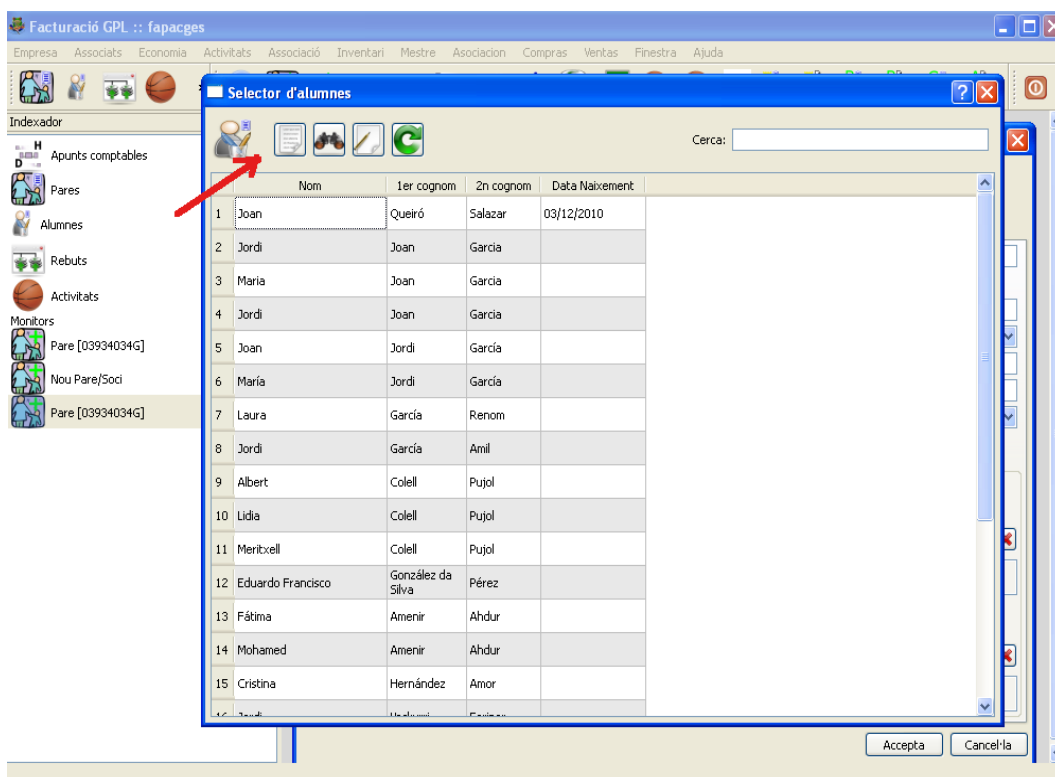 Facturació GPL :: fapacges
Empresa Associats Economia Activitats Associació Inventari Mestre Asociacion Compras Ventas Finestra Ajuda
Indexador
H
D
Apunts comptables
Pares
Alumnes
Rebuts
Activitats
Monitors
Pare [03934034G]
Nou Pare/Soci
Pare [03934034G]
Selector d'alumnes
Cerca:
Nom 1er cognom 2n cognom Data Naixement
1 Joan Queiró Salazar 03/12/2010
2 Jordi Joan Garcia
3 Maria Joan Garcia
4 Jordi Joan Garcia
5 Joan Jordi García
6 María Jordi García
7 Laura García Renom
8 Jordi García Amil
9 Albert Colell Pujol
10 Lidia Colell Pujol
11 Meritxell Colell Pujol
12 Eduardo Francisco González da Silva Pérez
13 Fátima Amenir Ahdur
14 Mohamed Amenir Ahdur
15 Cristina Hernández Amor
Accepta Cancel·la